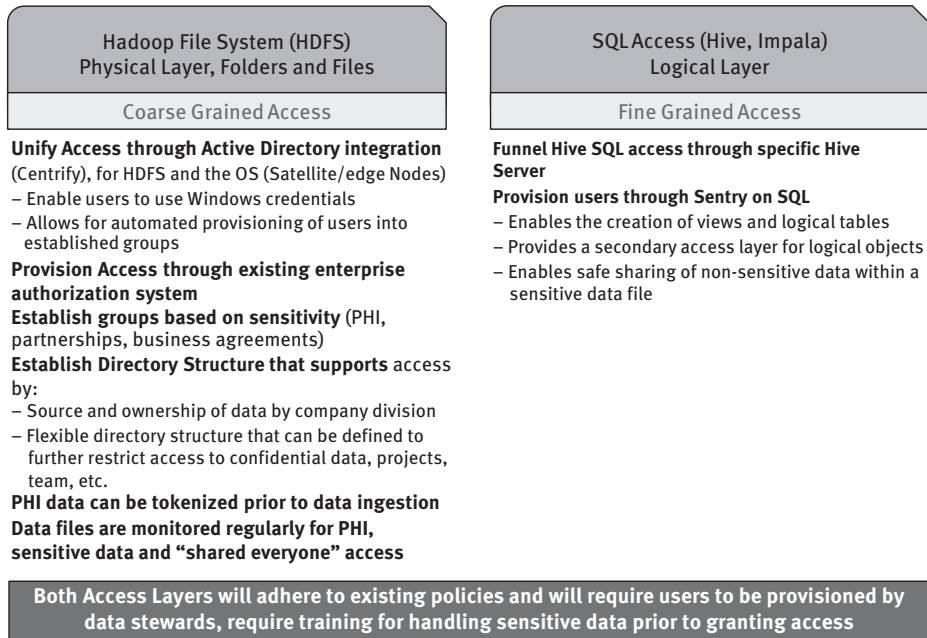 Hadoop File System (HDFS)
Physical Layer, Folders and Files
Coarse Grained Access
Unify Access through Active Directory integration
(Centrify), for HDFS and the OS (Satellite/edge Nodes)
– Enable users to use Windows credentials
– Allows for automated provisioning of users into
established groups
Provision Access through existing enterprise
authorization system
Establish groups based on sensitivity (PHI,
partnerships, business agreements)
Establish Directory Structure that supports access
by:
– Source and ownership of data by company division
– Flexible directory structure that can be defined to
further restrict access to confidential data, projects,
team, etc.
PHI data can be tokenized prior to data ingestion
Data files are monitored regularly for PHI,
sensitive data and “shared everyone” access
SQL Access (Hive, Impala)
Logical Layer
Fine Grained Access
Funnel Hive SQL access through specific Hive
Server
Provision users through Sentry on SQL
– Enables the creation of views and logical tables
– Provides a secondary access layer for logical objects
– Enables safe sharing of non-sensitive data within a
sensitive data file
Both Access Layers will adhere to existing policies and will require users to be provisioned by
data stewards, require training for handling sensitive data prior to granting access